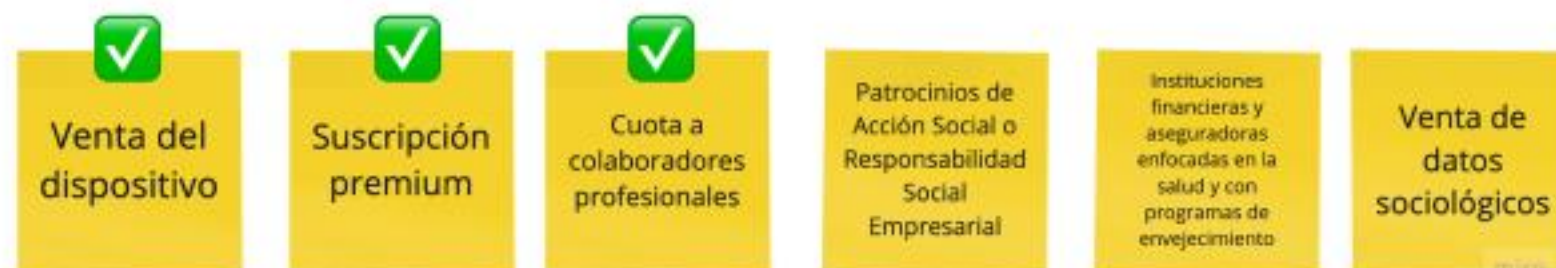 Venta del
dispositivo
Suscripción
premium
Cuota a
colaboradores
profesionales
Patrocinios de
Acción Social o
Responsabilidad
Social
Empresarial
Instituciones
financieras y
aseguradoras
enfocadas en la
salud y con
programas de
envejecimiento
Venta de
datos
sociológicos